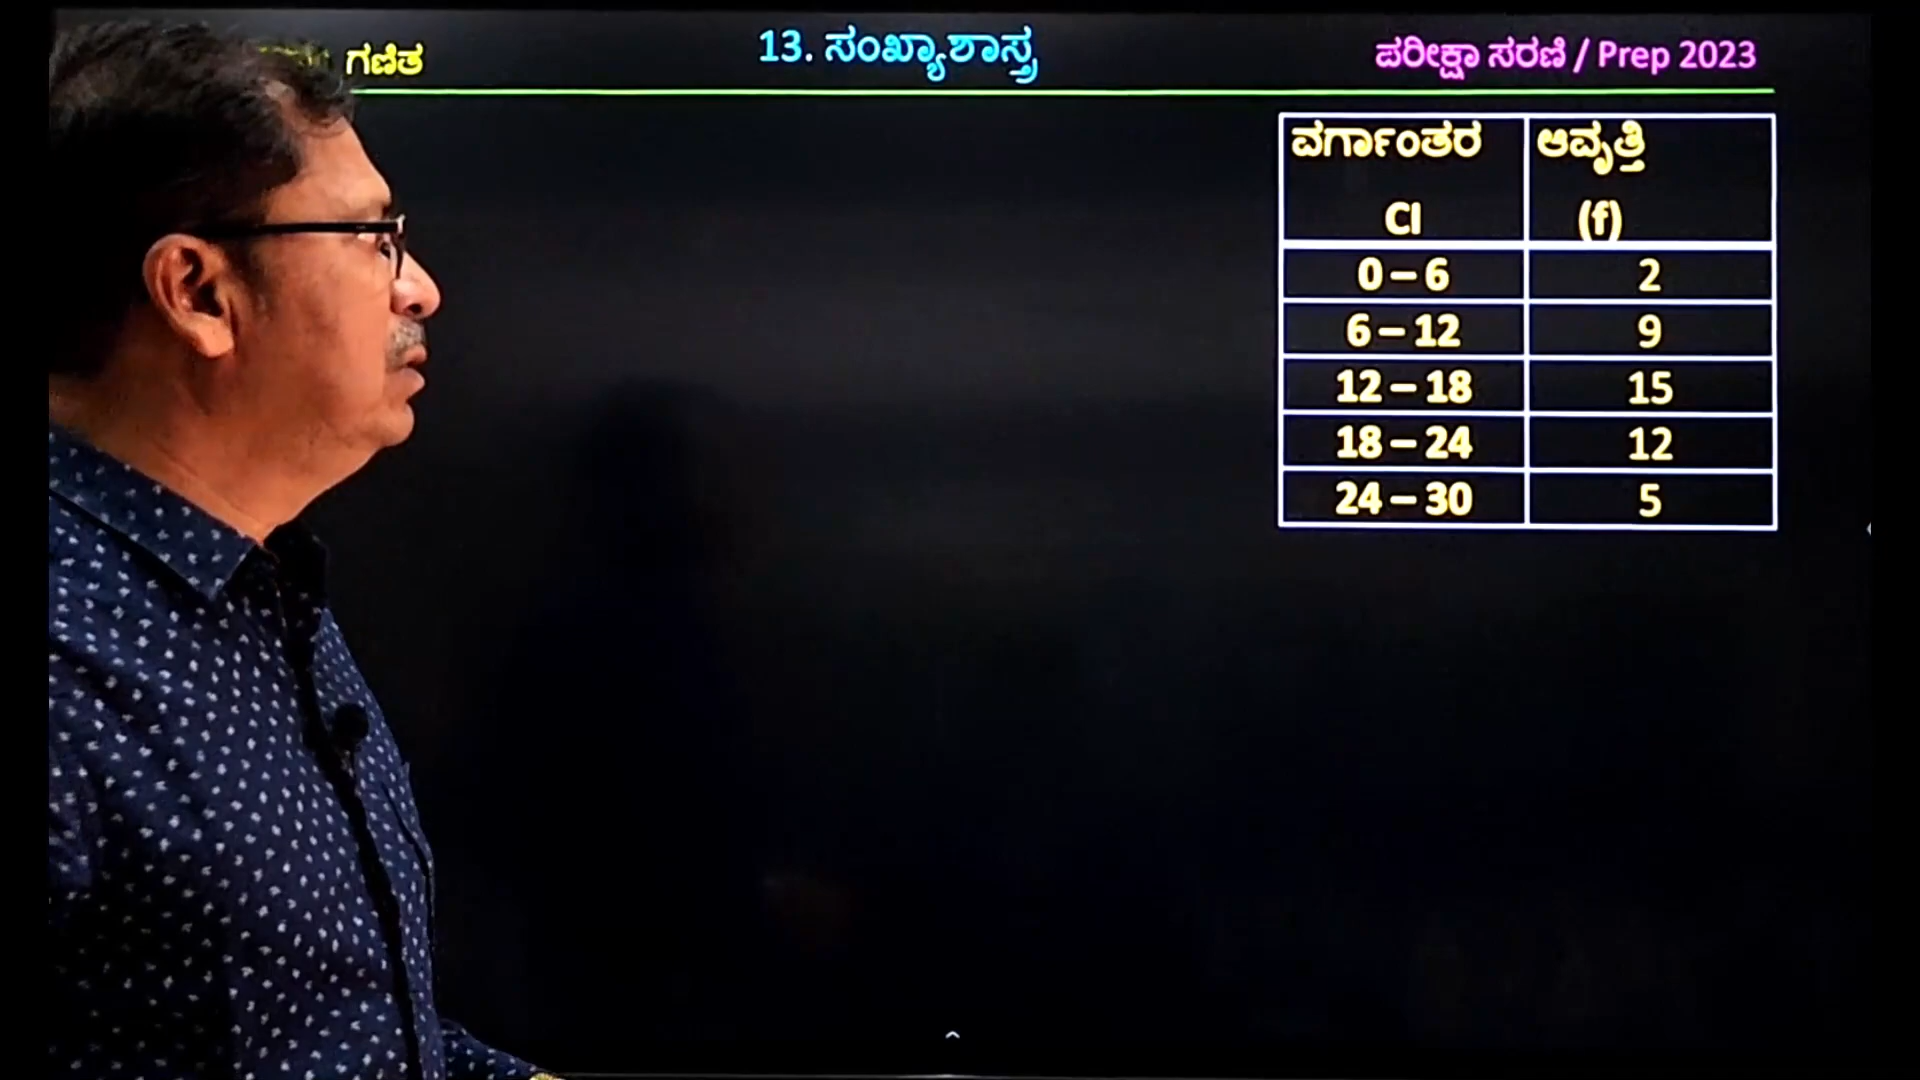 ಗಣಿತ
13. ಸಂಖ್ಯಾಶಾಸ್ತ್ರ
ಪರೀಕ್ಷಾ ಸರಣಿ / Prep 2023
ವರ್ಗಾಂತರ ಆವೃತ್ತಿ
CI (f)
0 – 6 2
6 – 12 9
12 – 18 15
18 – 24 12
24 – 30 5